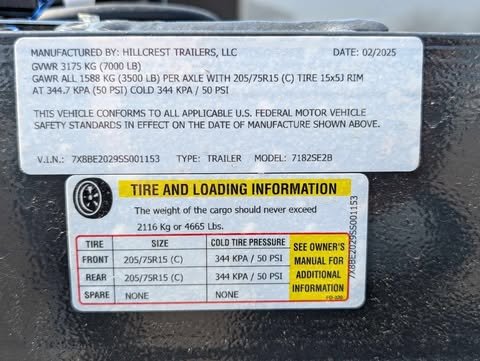 MANUFACTURED BY: HILLCREST TRAILERS, LLC DATE: 02/2025
GVWR 3175 KG (7000 LB)
GAWR ALL 1588 KG (3500 LB) PER AXLE WITH 205/75R15 (C) TIRE 15x5J RIM
AT 344.7 KPA (50 PSI) COLD 344 KPA / 50 PSI
THIS VEHICLE CONFORMS TO ALL APPLICABLE U.S. FEDERAL MOTOR VEHICLE
SAFETY STANDARDS IN EFFECT ON THE DATE OF MANUFACTURE SHOWN ABOVE.
V.I.N.: 7X8BE2029SS001153 TYPE: TRAILER MODEL: 7182SE2B
TIRE AND LOADING INFORMATION
The weight of the cargo should never exceed
2116 Kg or 4665 Lbs.
TIRE SIZE COLD TIRE PRESSURE
FRONT 205/75R15 (C) 344 KPA / 50 PSI
REAR 205/75R15 (C) 344 KPA / 50 PSI
SPARE NONE NONE
SEE OWNER'S
MANUAL FOR
ADDITIONAL
INFORMATION
7X8BE2029SS001153